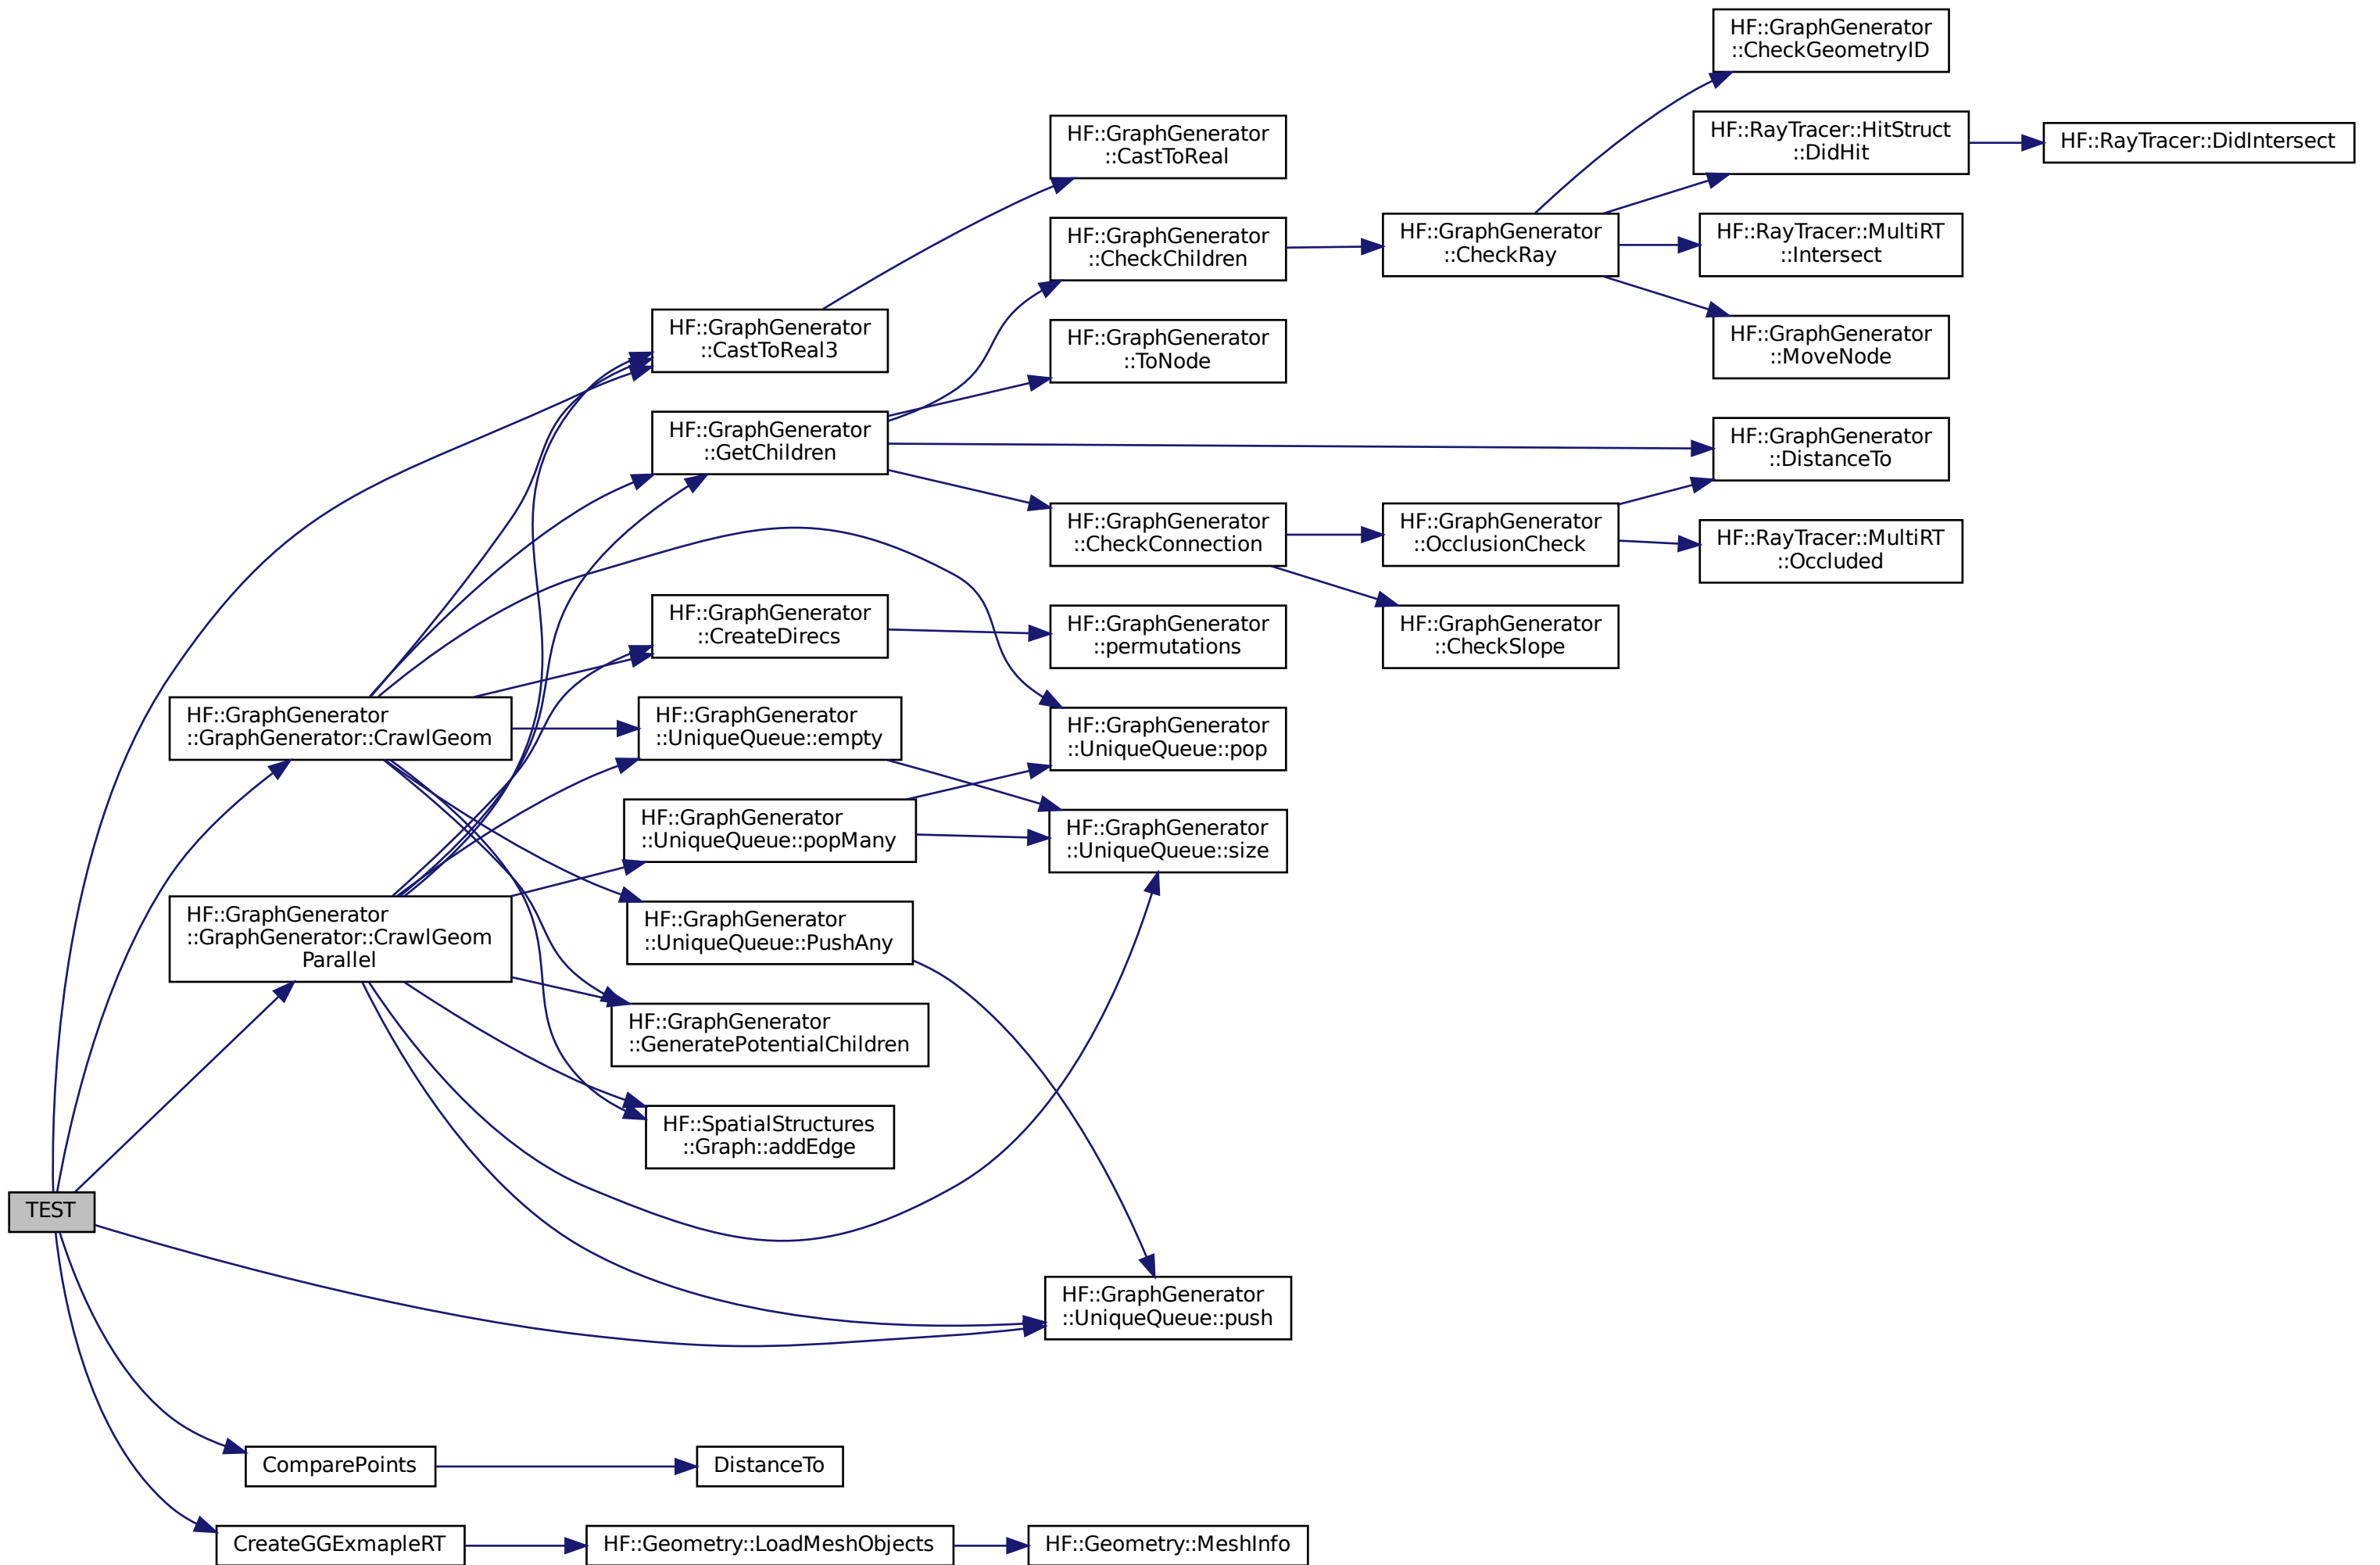 HF::GraphGenerator
::CheckGeometryID
HF::GraphGenerator
::CastToReal
HF::RayTracer::HitStruct
::DidHit
HF::RayTracer::DidIntersect
HF::GraphGenerator
::CheckChildren
HF::GraphGenerator
::CheckRay
HF::RayTracer::MultiRT
::Intersect
HF::GraphGenerator
::CastToReal3
HF::GraphGenerator
::ToNode
HF::GraphGenerator
::MoveNode
HF::GraphGenerator
::GetChildren
HF::GraphGenerator
::DistanceTo
HF::GraphGenerator
::CheckConnection
HF::GraphGenerator
::OcclusionCheck
HF::RayTracer::MultiRT
::Occluded
HF::GraphGenerator
::CreateDirecs
HF::GraphGenerator
::permutations
HF::GraphGenerator
::CheckSlope
HF::GraphGenerator
::GraphGenerator::CrawlGeom
HF::GraphGenerator
::UniqueQueue::empty
HF::GraphGenerator
::UniqueQueue::pop
HF::GraphGenerator
::UniqueQueue::popMany
HF::GraphGenerator
::UniqueQueue::size
HF::GraphGenerator
::GraphGenerator::CrawlGeom
Parallel
HF::GraphGenerator
::UniqueQueue::PushAny
HF::GraphGenerator
::GeneratePotentialChildren
HF::SpatialStructures
::Graph::addEdge
TEST
HF::GraphGenerator
::UniqueQueue::push
ComparePoints
DistanceTo
CreateGGExmapleRT
HF::Geometry::LoadMeshObjects
HF::Geometry::MeshInfo